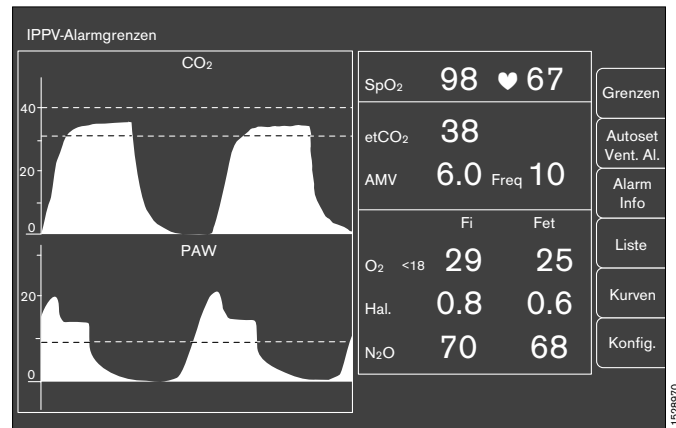 IPPV-Alarmgrenzen
CO₂
40
20
0
PAW
20
0
SpO₂ 98 ♥ 67
etCO₂ 38
AMV 6.0 Freq 10
Fi Fet
O₂ <18 29 25
Hal. 0.8 0.6
N₂O 70 68
Grenzen
Autoset
Vent. Al.
Alarm
Info
Liste
Kurven
Konfig.
1528970